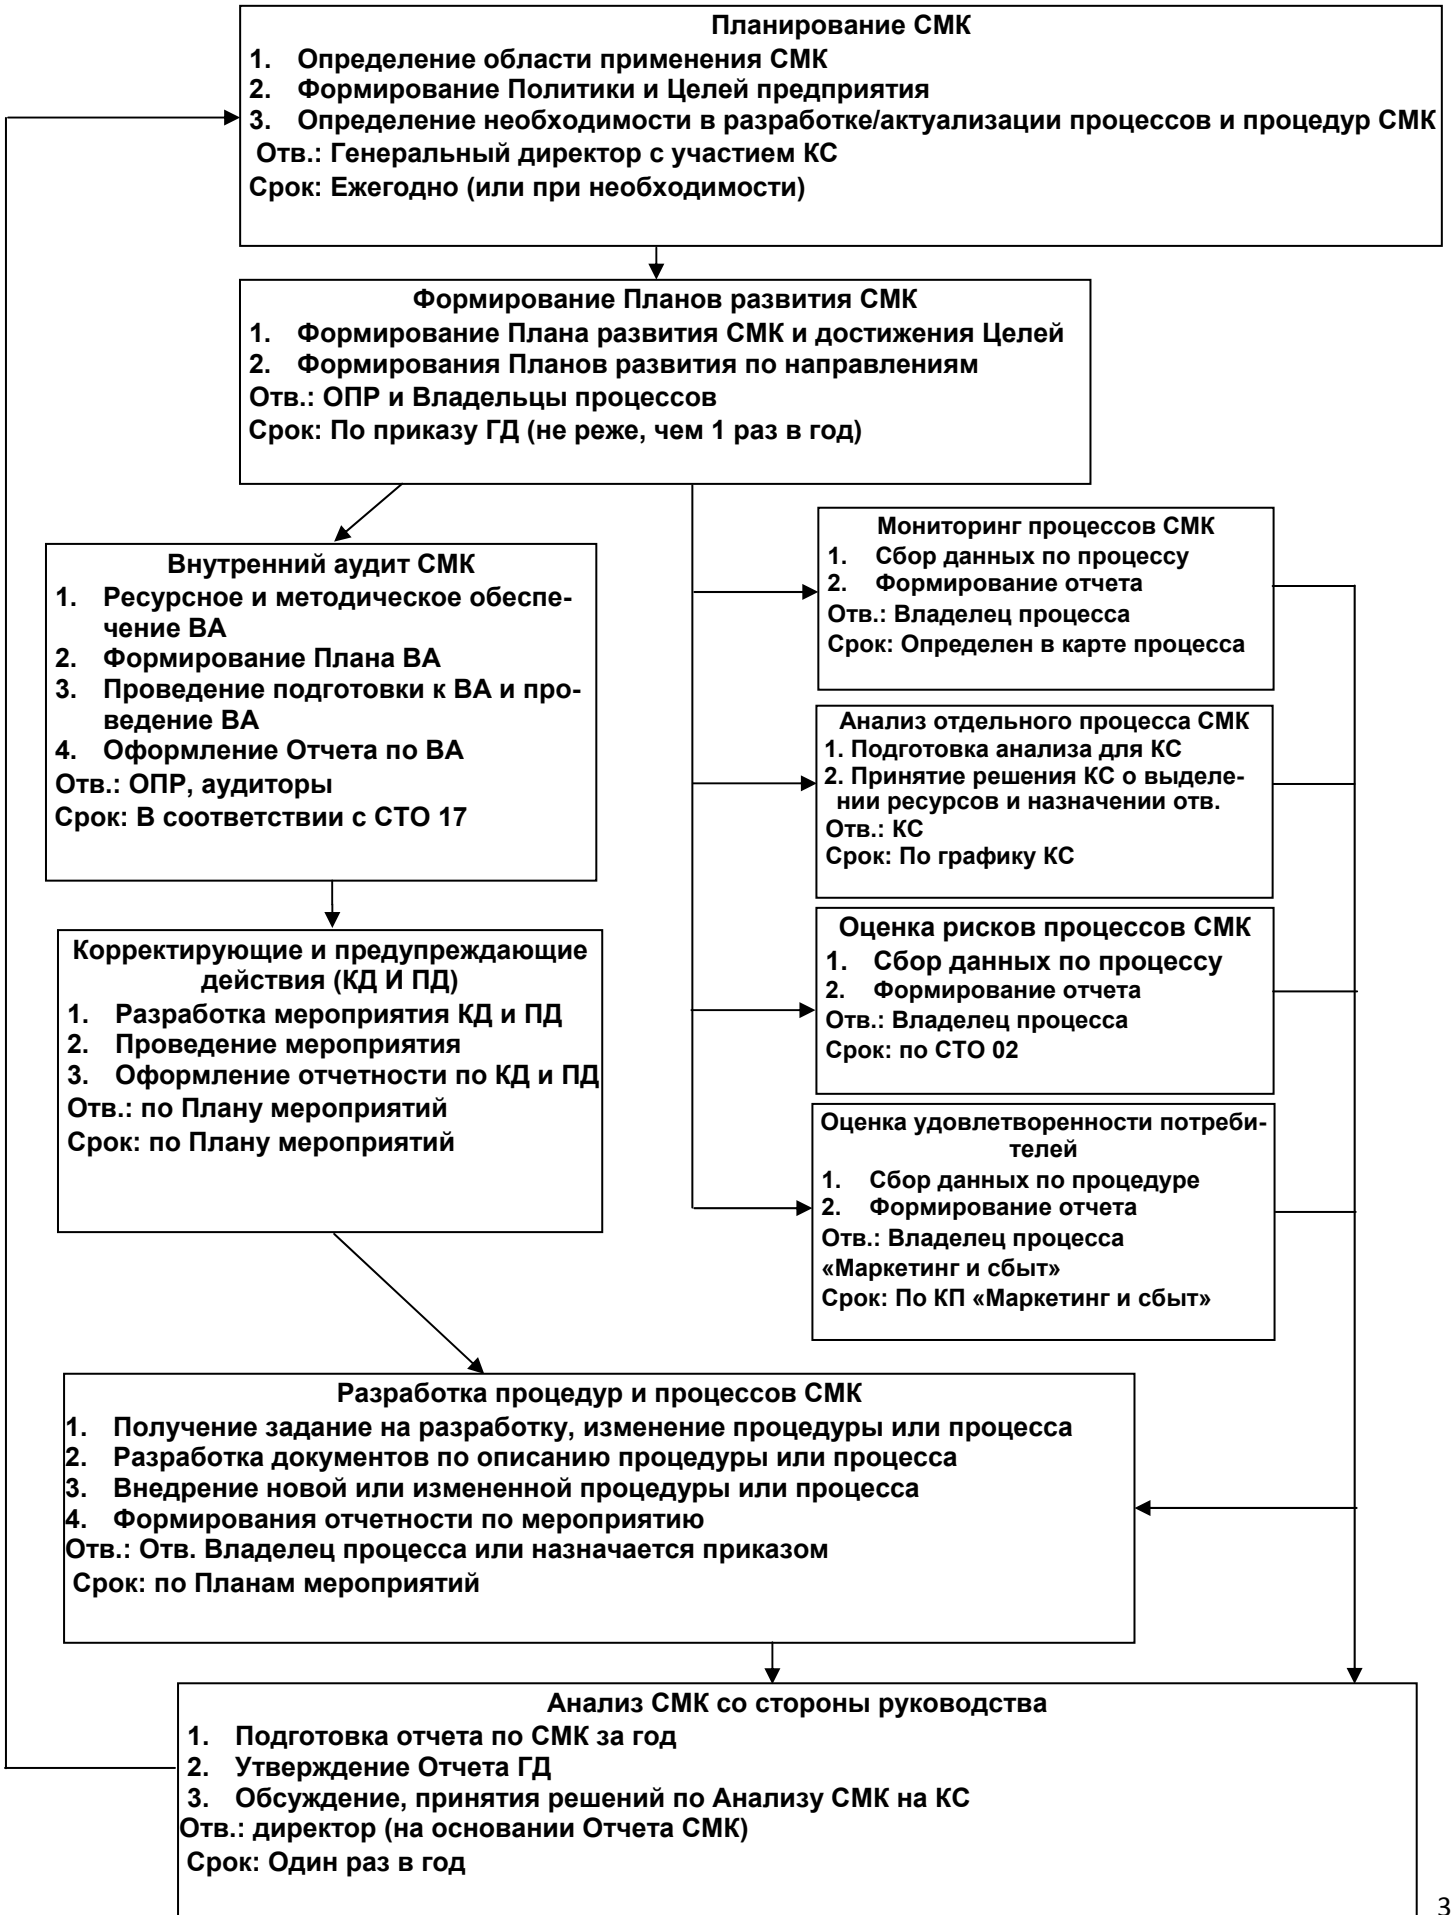 Планирование СМК
1. Определение области применения СМК
2. Формирование Политики и Целей предприятия
3. Определение необходимости в разработке/актуализации процессов и процедур СМК
Отв.: Генеральный директор с участием КС
Срок: Ежегодно (или при необходимости)
Формирование Планов развития СМК
1. Формирование Плана развития СМК и достижения Целей
2. Формирования Планов развития по направлениям
Отв.: ОПР и Владельцы процессов
Срок: По приказу ГД (не реже, чем 1 раз в год)
Внутренний аудит СМК
1. Ресурсное и методическое обеспе-
чение ВА
2. Формирование Плана ВА
3. Проведение подготовки к ВА и про-
ведение ВА
4. Оформление Отчета по ВА
Отв.: ОПР, аудиторы
Срок: В соответствии с СТО 17
Мониторинг процессов СМК
1. Сбор данных по процессу
2. Формирование отчета
Отв.: Владелец процесса
Срок: Определен в карте процесса
Анализ отдельного процесса СМК
1. Подготовка анализа для КС
2. Принятие решения КС о выделе-
нии ресурсов и назначении отв.
Отв.: КС
Срок: По графику КС
Оценка рисков процессов СМК
1. Сбор данных по процессу
2. Формирование отчета
Отв.: Владелец процесса
Срок: по СТО 02
Оценка удовлетворенности потреби-
телей
1. Сбор данных по процедуре
2. Формирование отчета
Отв.: Владелец процесса
«Маркетинг и сбыт»
Срок: По КП «Маркетинг и сбыт»
Корректирующие и предупреждающие
действия (КД И ПД)
1. Разработка мероприятия КД и ПД
2. Проведение мероприятия
3. Оформление отчетности по КД и ПД
Отв.: по Плану мероприятий
Срок: по Плану мероприятий
Разработка процедур и процессов СМК
1. Получение задание на разработку, изменение процедуры или процесса
2. Разработка документов по описанию процедуры или процесса
3. Внедрение новой или измененной процедуры или процесса
4. Формирования отчетности по мероприятию
Отв.: Отв. Владелец процесса или назначается приказом
Срок: по Планам мероприятий
Анализ СМК со стороны руководства
1. Подготовка отчета по СМК за год
2. Утверждение Отчета ГД
3. Обсуждение, принятия решений по Анализу СМК на КС
Отв.: директор (на основании Отчета СМК)
Срок: Один раз в год
3